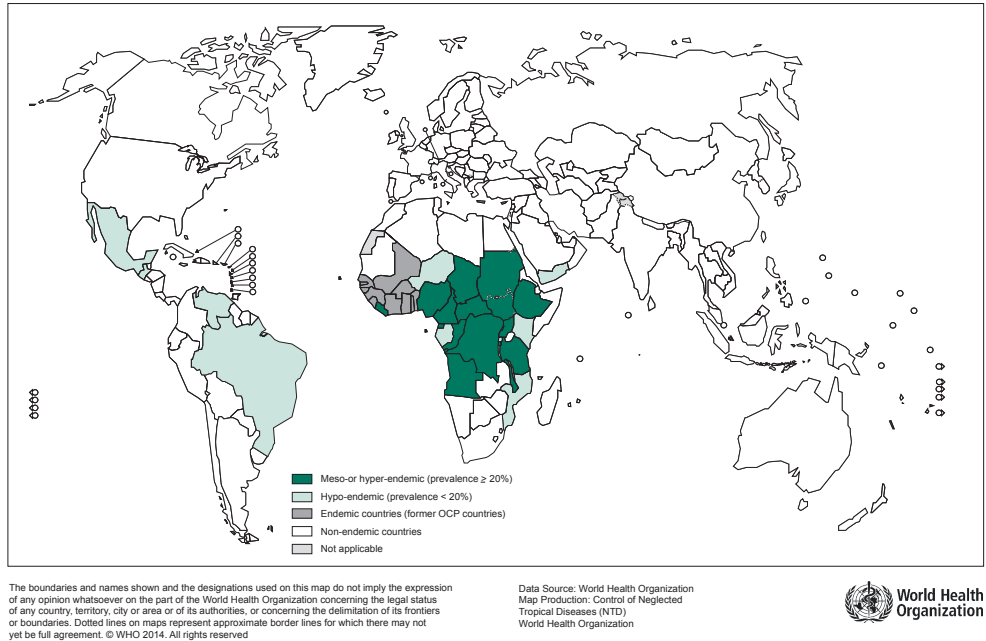 Meso-or hyper-endemic (prevalence ≥ 20%)
Hypo-endemic (prevalence < 20%)
Endemic countries (former OCP countries)
Non-endemic countries
Not applicable
The boundaries and names shown and the designations used on this map do not imply the expression
of any opinion whatsoever on the part of the World Health Organization concerning the legal status
of any country, territory, city or area or of its authorities, or concerning the delimitation of its frontiers
or boundaries. Dotted lines on maps represent approximate border lines for which there may not
yet be full agreement. © WHO 2014. All rights reserved
Data Source: World Health Organization
Map Production: Control of Neglected
Tropical Diseases (NTD)
World Health Organization
World Health
Organization